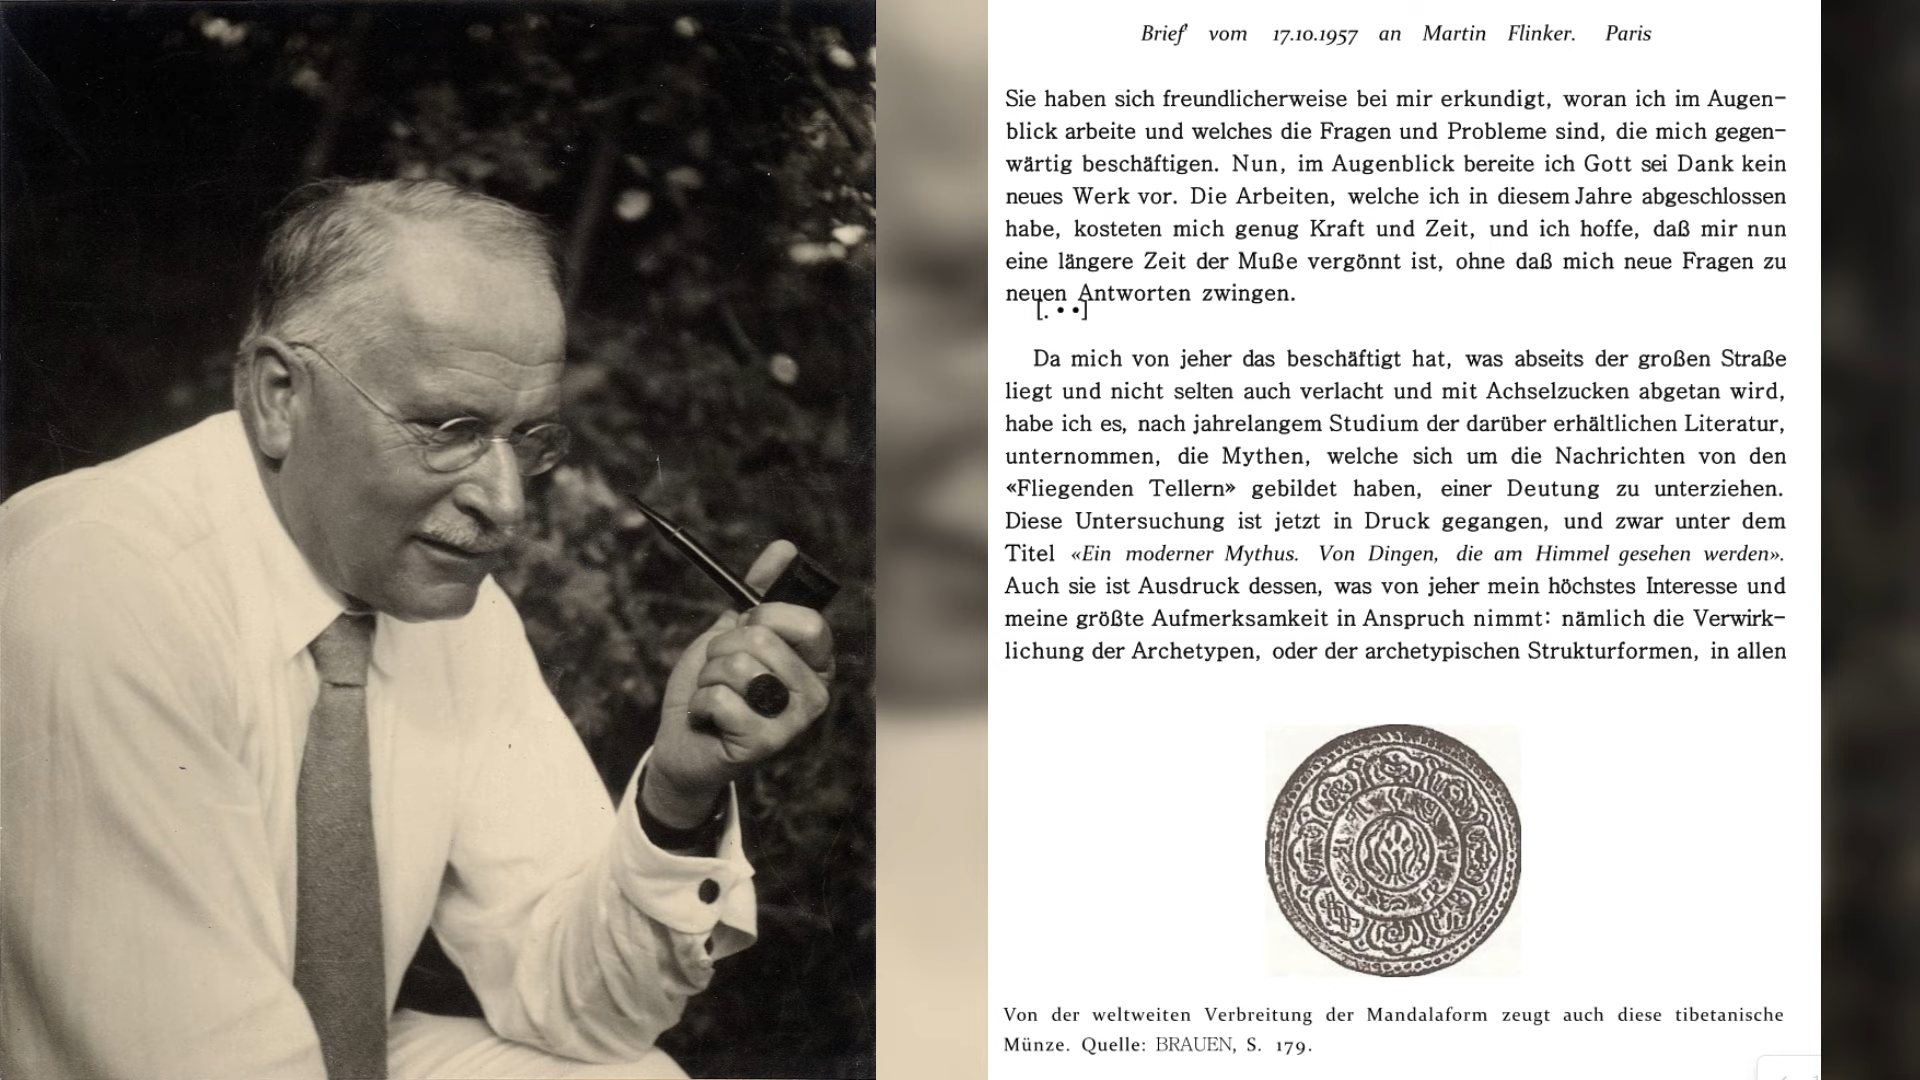 Brief vom 17.10.1957 an Martin Flinker. Paris
Sie haben sich freundlicherweise bei mir erkundigt, woran ich im Augen-
blick arbeite und welches die Fragen und Probleme sind, die mich gegen-
wärtig beschäftigen. Nun, im Augenblick bereite ich Gott sei Dank kein
neues Werk vor. Die Arbeiten, welche ich in diesem Jahre abgeschlossen
habe, kosteten mich genug Kraft und Zeit, und ich hoffe, daß mir nun
eine längere Zeit der Muße vergönnt ist, ohne daß mich neue Fragen zu
neuen Antworten zwingen.
[. • •]
Da mich von jeher das beschäftigt hat, was abseits der großen Straße
liegt und nicht selten auch verlacht und mit Achselzucken abgetan wird,
habe ich es, nach jahrelangem Studium der darüber erhältlichen Literatur,
unternommen, die Mythen, welche sich um die Nachrichten von den
«Fliegenden Tellern» gebildet haben, einer Deutung zu unterziehen.
Diese Untersuchung ist jetzt in Druck gegangen, und zwar unter dem
Titel «Ein moderner Mythus. Von Dingen, die am Himmel gesehen werden».
Auch sie ist Ausdruck dessen, was von jeher mein höchstes Interesse und
meine größte Aufmerksamkeit in Anspruch nimmt: nämlich die Verwirk-
lichung der Archetypen, oder der archetypischen Strukturformen, in allen
Von der weltweiten Verbreitung der Mandalaform zeugt auch diese tibetanische
Münze. Quelle: BRAUEN, S. 179.